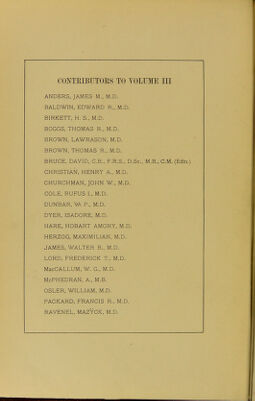 CONTRIBUTORS TO VOLUME III
ANDERS, JAMES M., M.D.
BALDWIN, EDWARD R., M.D.
BIRKETT, H. S., M.D.
BOGGS, THOMAS R., M.D.
BROWN, LAWRASON, M.D.
BROWN, THOMAS R., M.D.
BRUCE, DAVID, C.B., F.R.S., D.Sc., M.B., C.M. (Edin.)
CHRISTIAN, HENRY A., M.D.
CHURCHMAN, JOHN W., M.D.
COLE, RUFUS I., M.D.
DUNBAR, WM. P., M.D.
DYER, ISADORE, M.D.
HARE, HOBART AMORY, M.D.
HERZOG, MAXIMILIAN, M.D.
JAMES, WALTER B., M.D.
LORD, FREDERICK T., M.D.
MacCALLUM, W. G., M.D.
McPHEDRAN, A., M.B.
OSLER, WILLIAM, M.D.
PACKARD, FRANCIS R., M.D.
RAVENEL, MAZŸCK, M.D.